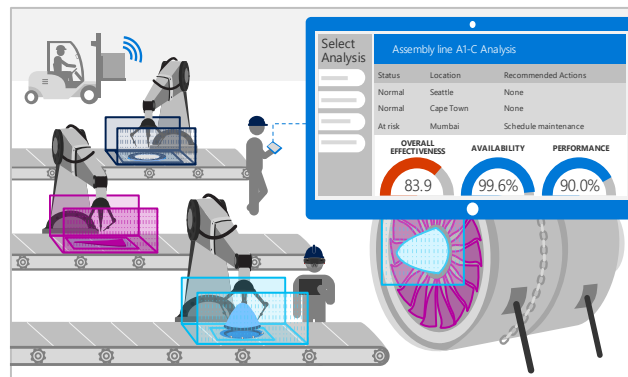 Select
Analysis
Assembly line A1-C Analysis
Status Location Recommended Actions
Normal Seattle None
Normal Cape Town None
At risk Mumbai Schedule maintenance
OVERALL
EFFECTIVENESS
AVAILABILITY
PERFORMANCE
83.9
99.6%
90.0%